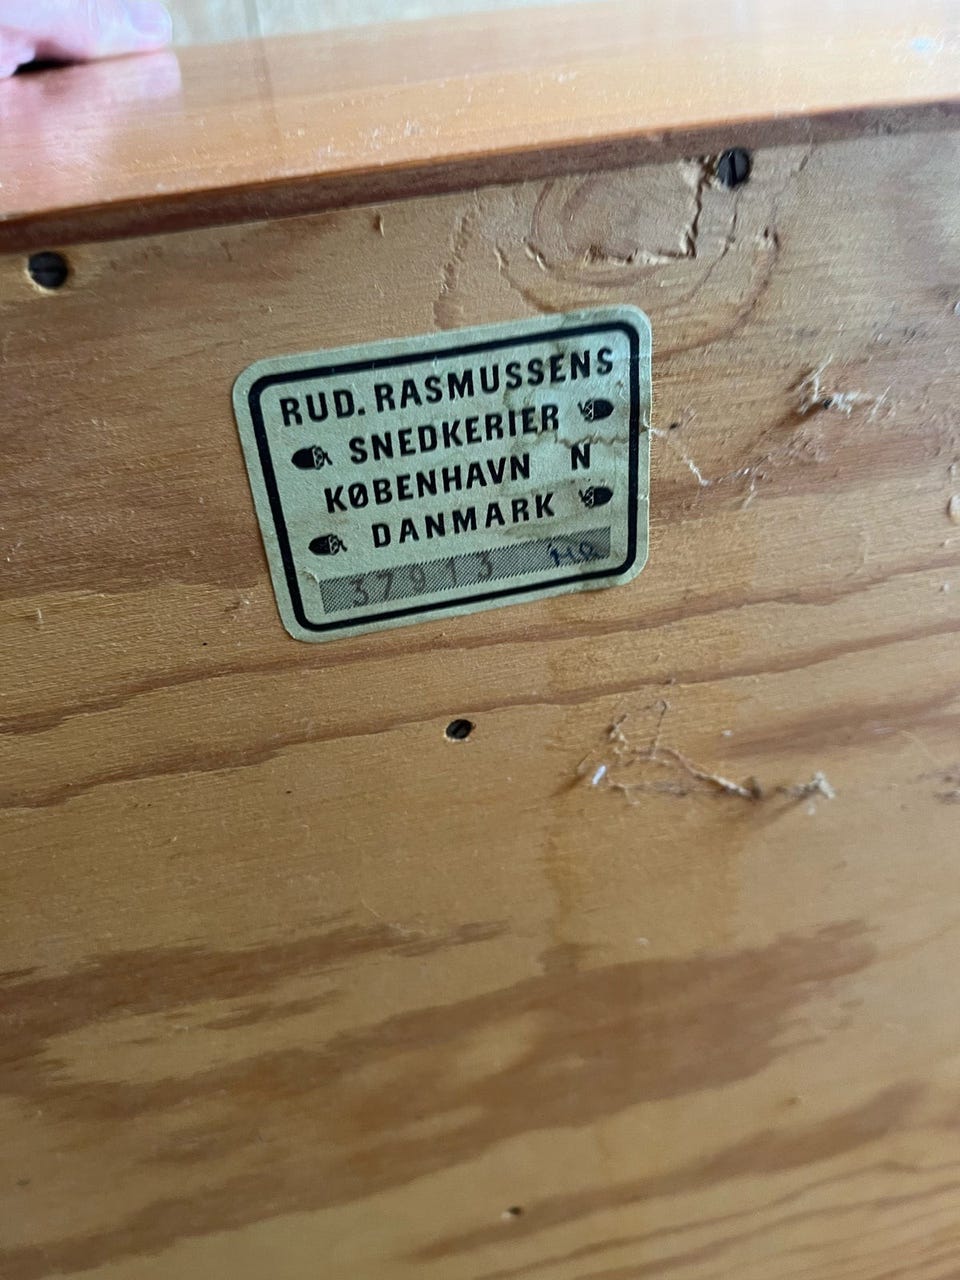 RUD. RASMUSSENS
SNEDKERIER
KØBENHAVN N
DANMARK
37913